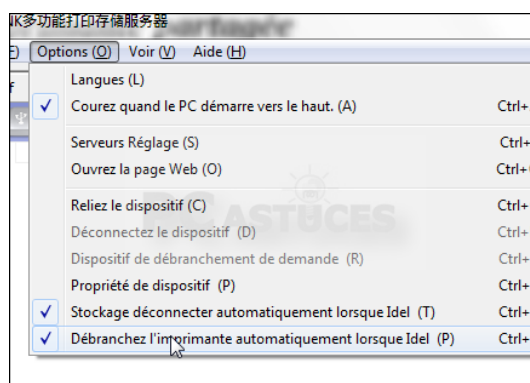 NK多功能打印存储服务器
Options (O) Voir (V) Aide (H)
Langues (L)
Courez quand le PC démarre vers le haut. (A) Ctrl+
Serveurs Réglage (S) Ctrl+
Ouvrez la page Web (O) Ctrl+
Reliez le dispositif (C) Ctrl+
Déconnectez le dispositif (D) Ctrl+
Dispositif de débranchement de demande (R) Ctrl+
Propriété de dispositif (P) Ctrl+
Stockage déconnecter automatiquement lorsque Idel (T) Ctrl+
Débranchez l'imprimante automatiquement lorsque Idel (P) Ctrl+
PC ASTUCES